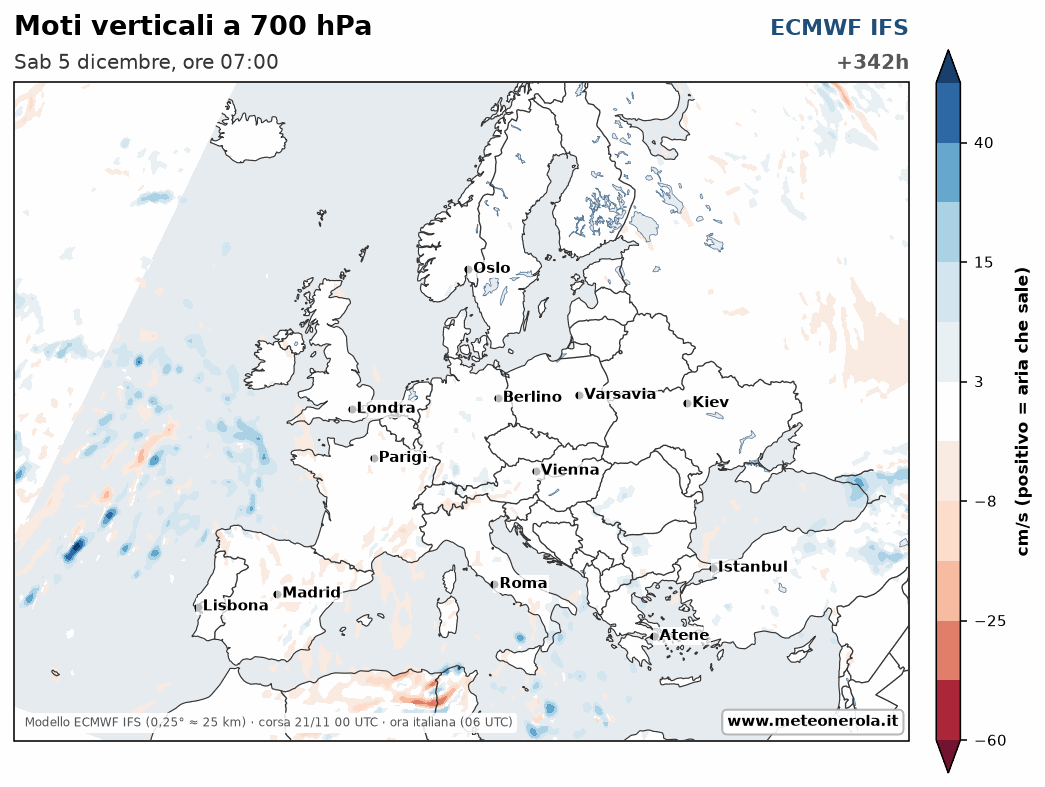 Moti verticali a 700 hPa
ECMWF IFS
Sab 5 dicembre, ore 07:00
+342h
40
15
3
−8
−25
−60
cm/s (positivo = aria che sale)
Oslo
Londra
Berlino
Varsavia
Kiev
Parigi
Vienna
Istanbul
Roma
Madrid
Lisbona
Atene
Modello ECMWF IFS (0,25° ≈ 25 km) · corsa 21/11 00 UTC · ora italiana (06 UTC)
www.meteonerola.it